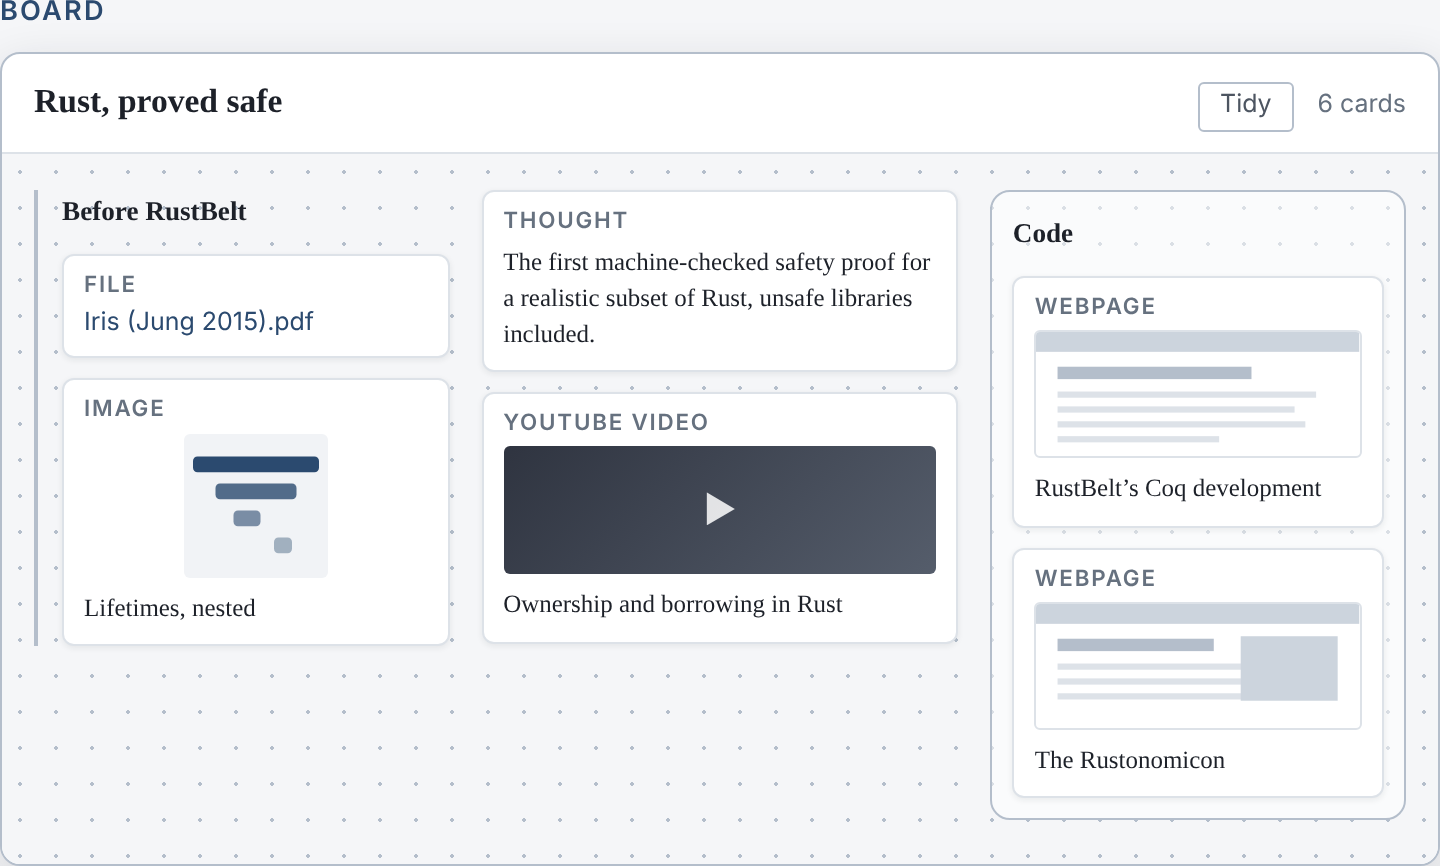 BOARD
Rust, proved safe
Tidy
6 cards
Before RustBelt
FILE
Iris (Jung 2015).pdf
IMAGE
Lifetimes, nested
THOUGHT
The first machine-checked safety proof for
a realistic subset of Rust, unsafe libraries
included.
YOUTUBE VIDEO
Ownership and borrowing in Rust
Code
WEBPAGE
RustBelt’s Coq development
WEBPAGE
The Rustonomicon